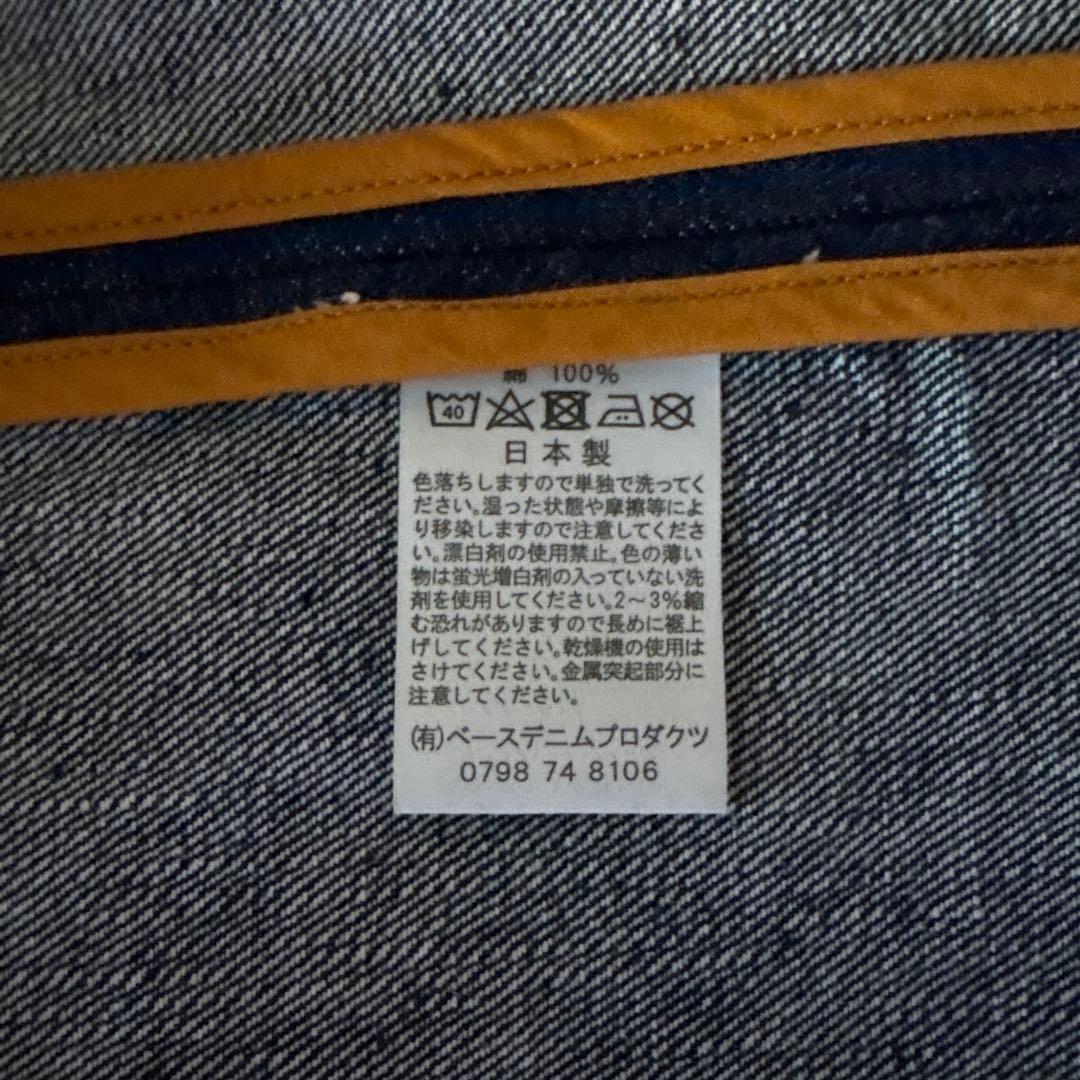 綿 100%
40
日本製
色落ちしますので単独で洗ってく
ださい。湿った状態や摩擦等によ
り移染しますので注意してくださ
い。漂白剤の使用禁止。色の薄い
物は蛍光増白剤の入っていない洗
剤を使用してください。2～3%縮
む恐れがありますので長めに裾上
げしてください。乾燥機の使用は
さけてください。金属突起部分に
注意してください。
(有)ベースデニムプロダクツ
0798 74 8106